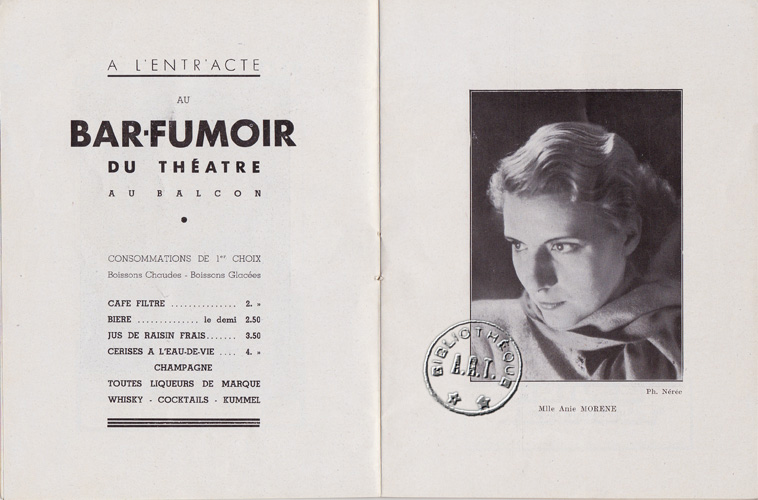 A L'ENTR'ACTE
AU
BAR-FUMOIR
DU THÉATRE
AU BALCON
CONSOMMATIONS DE 1er CHOIX
Boissons Chaudes - Boissons Glacées
CAFE FILTRE ............... 2. »
BIERE .............. le demi 2.50
JUS DE RAISIN FRAIS....... 3.50
CERISES A L'EAU-DE-VIE .... 4. »
CHAMPAGNE
TOUTES LIQUEURS DE MARQUE
WHISKY - COCKTAILS - KUMMEL
BIBLIOTHÈQUE
A.R.T.
Ph. Nérée
Mlle Anie MORENE